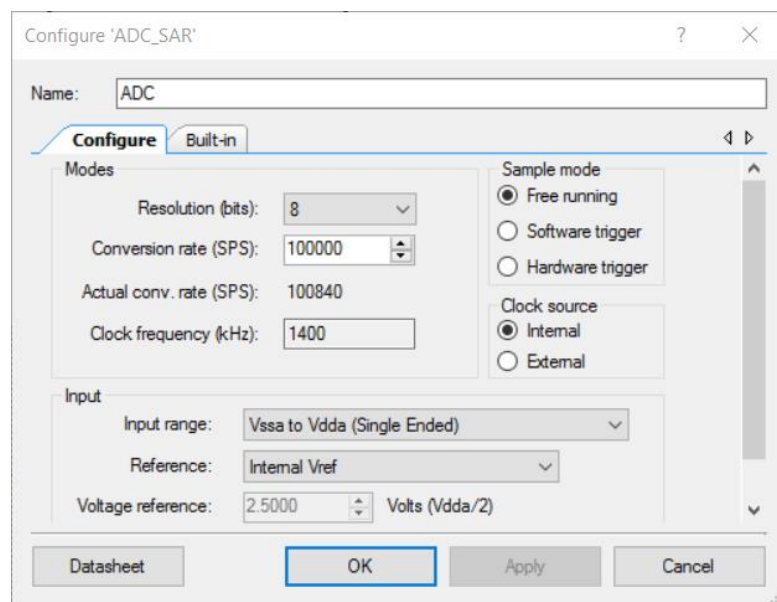 Configure 'ADC_SAR'
?
Name: ADC
Configure Built-in
Modes
Resolution (bits): 8
Conversion rate (SPS): 100000
Actual conv. rate (SPS): 100840
Clock frequency (kHz): 1400
Sample mode
Free running
Software trigger
Hardware trigger
Clock source
Internal
External
Input
Input range: Vssa to Vdda (Single Ended)
Reference: Internal Vref
Voltage reference: 2.5000 Volts (Vdda/2)
Datasheet OK Apply Cancel